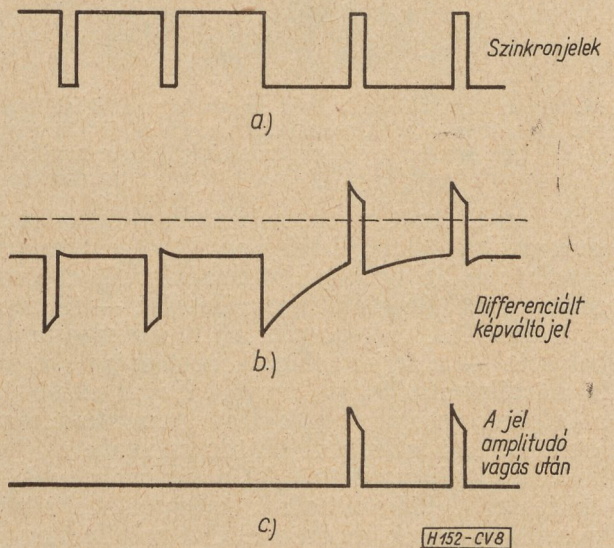 Szinkronjelek
a.)
Differenciált
képváltó jel
b.)
A jel
amplitudó
vágás után
c.)
H152-CV8